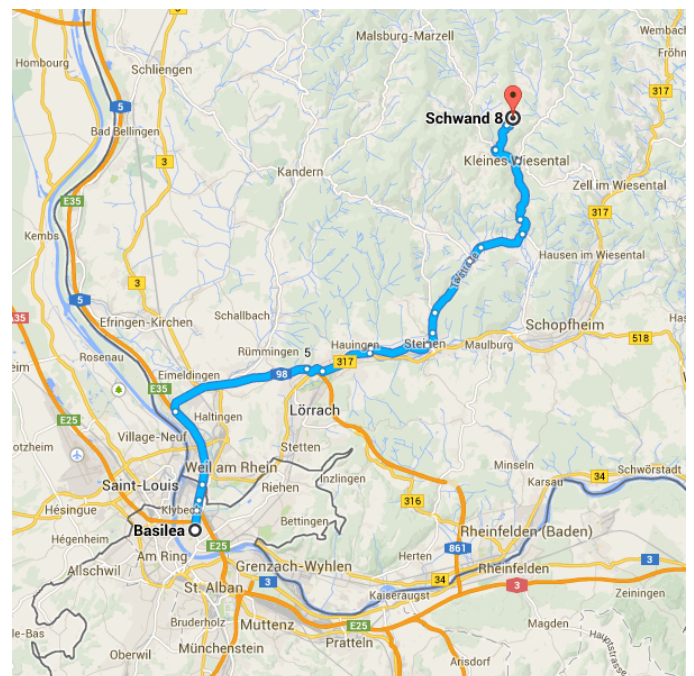 Hombourg
Malsburg-Marzell
Wembach
Schliengen
317
Fröhnd
5
Schwand 8
Bad Bellingen
3
Kleines Wiesental
Kandern
Zell im Wiesental
E35
317
Kembs
3
Hausen im Wiesental
5
Schallbach
E35
Efringen-Kirchen
Schopfheim
518
Rosenau
Hauingen
Steinen
Maulburg
Rümmingen
5
317
Eimeldingen
98
E35
Haltingen
Lörrach
E25
Village-Neuf
Stetten
Weil am Rhein
Minseln
34
Schwörstadt
Saint-Louis
Riehen
Inzlingen
Karsau
Hésingue
Klybeck
316
Bettingen
Rheinfelden (Baden)
Basilea
Hégenheim
E25
861
Am Ring
Grenzach-Wyhlen
Herten
3
Allschwil
34
Rheinfelden
St. Alban
3
3
Kaiseraugst
Zeiningen
Bruderholz
Muttenz
E25
Magden
Hauptstrasse
Oberwil
Münchenstein
Pratteln
Arisdorf